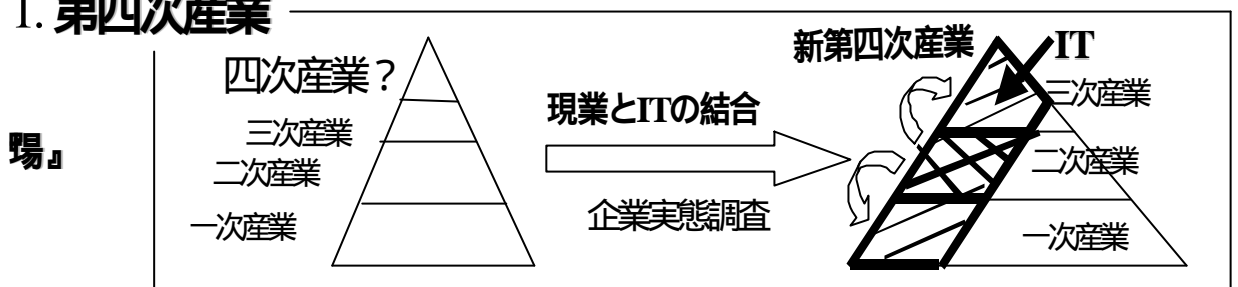 1. 第四次産業
場』
四次産業？
三次産業
二次産業
一次産業
現業とITの結合
企業実態調査
新第四次産業
IT
三次産業
二次産業
一次産業